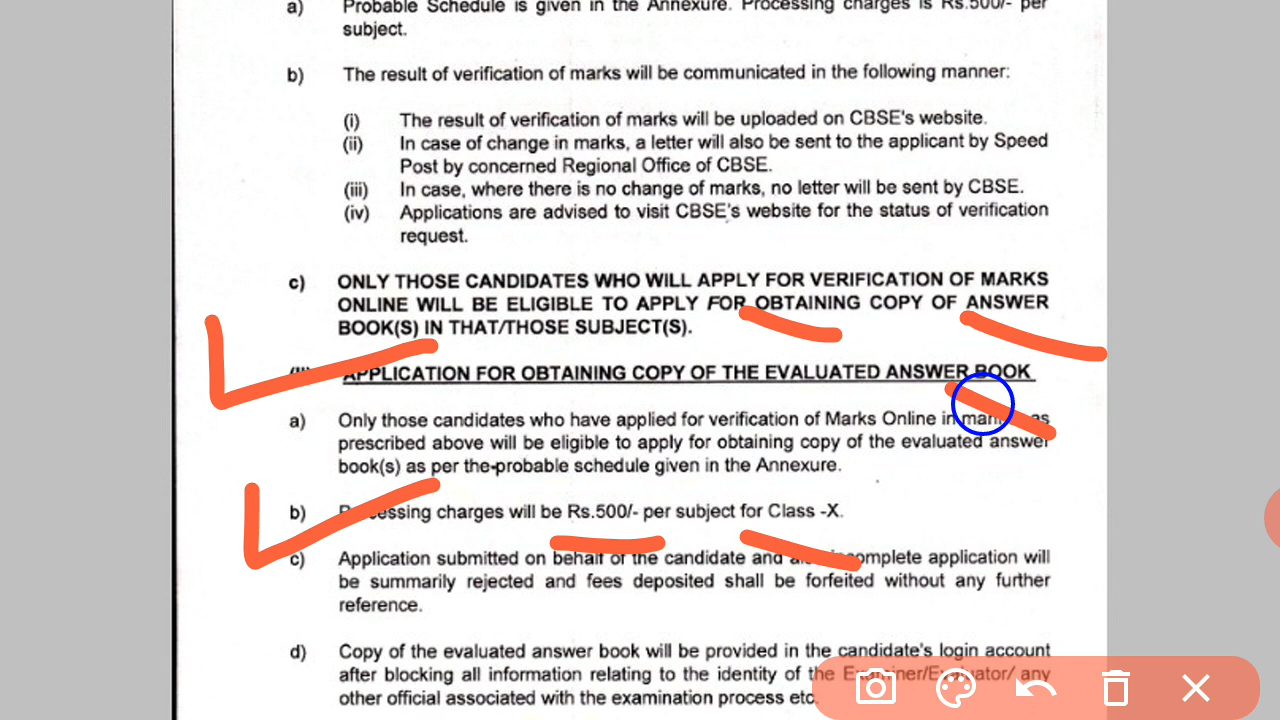 a) Probable Schedule is given in the Annexure. Processing charges is Rs.500/- per
subject.
b) The result of verification of marks will be communicated in the following manner:
(i) The result of verification of marks will be uploaded on CBSE's website.
(ii) In case of change in marks, a letter will also be sent to the applicant by Speed
Post by concerned Regional Office of CBSE.
(iii) In case, where there is no change of marks, no letter will be sent by CBSE.
(iv) Applications are advised to visit CBSE's website for the status of verification
request.
c) ONLY THOSE CANDIDATES WHO WILL APPLY FOR VERIFICATION OF MARKS
ONLINE WILL BE ELIGIBLE TO APPLY FOR OBTAINING COPY OF ANSWER
BOOK(S) IN THAT/THOSE SUBJECT(S).
APPLICATION FOR OBTAINING COPY OF THE EVALUATED ANSWER BOOK
a) Only those candidates who have applied for verification of Marks Online in as
prescribed above will be eligible to apply for obtaining copy of the evaluated answer
book(s) as per the probable schedule given in the Annexure.
b) Processing charges will be Rs.500/- per subject for Class -X.
c) Application submitted on behalf of the candidate and incomplete application will
be summarily rejected and fees deposited shall be forfeited without any further
reference.
d) Copy of the evaluated answer book will be provided in the candidate's login account
after blocking all information relating to the identity of the Examiner/Evaluator/ any
other official associated with the examination process etc.